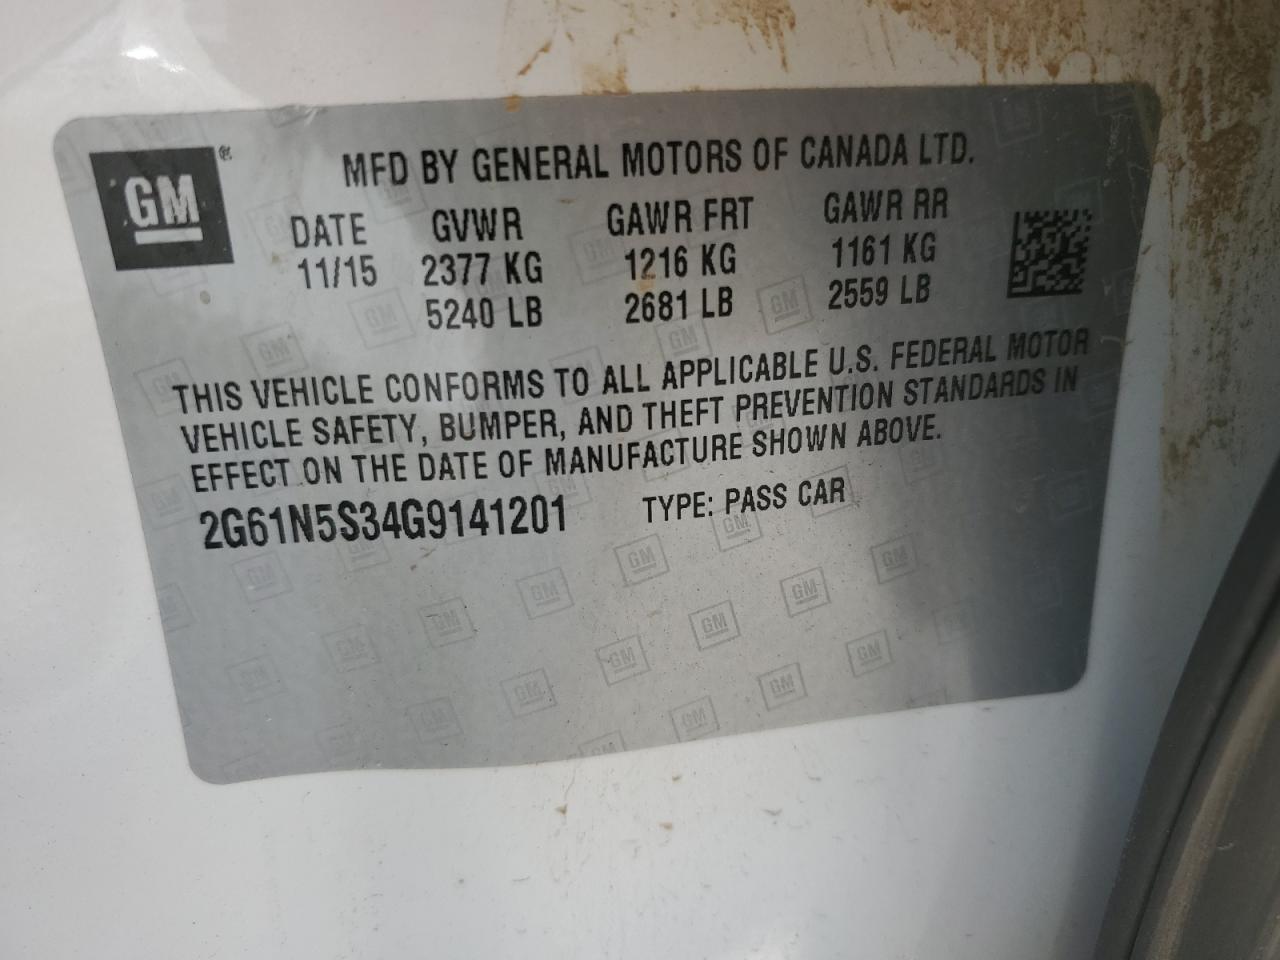 GM ®
MFD BY GENERAL MOTORS OF CANADA LTD.
DATE GVWR GAWR FRT GAWR RR
11/15 2377 KG 1216 KG 1161 KG
5240 LB 2681 LB 2559 LB
THIS VEHICLE CONFORMS TO ALL APPLICABLE U.S. FEDERAL MOTOR
VEHICLE SAFETY, BUMPER, AND THEFT PREVENTION STANDARDS IN
EFFECT ON THE DATE OF MANUFACTURE SHOWN ABOVE.
2G61N5S34G9141201 TYPE: PASS CAR